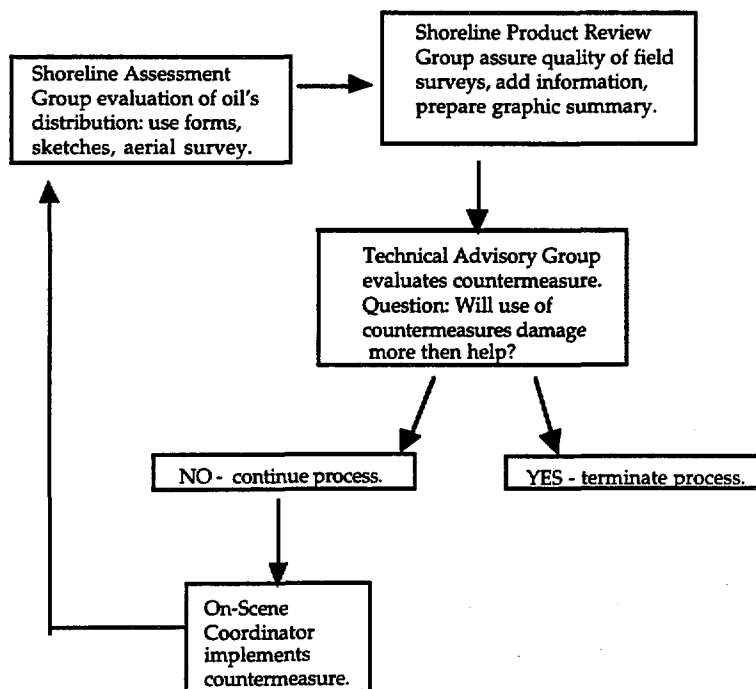 Shoreline Assessment
Group evaluation of oil's
distribution: use forms,
sketches, aerial survey.
Shoreline Product Review
Group assure quality of field
surveys, add information,
prepare graphic summary.
Technical Advisory Group
evaluates countermeasure.
Question: Will use of
countermeasures damage
more then help?
NO - continue process.
YES - terminate process.
On-Scene
Coordinator
implements
countermeasure.